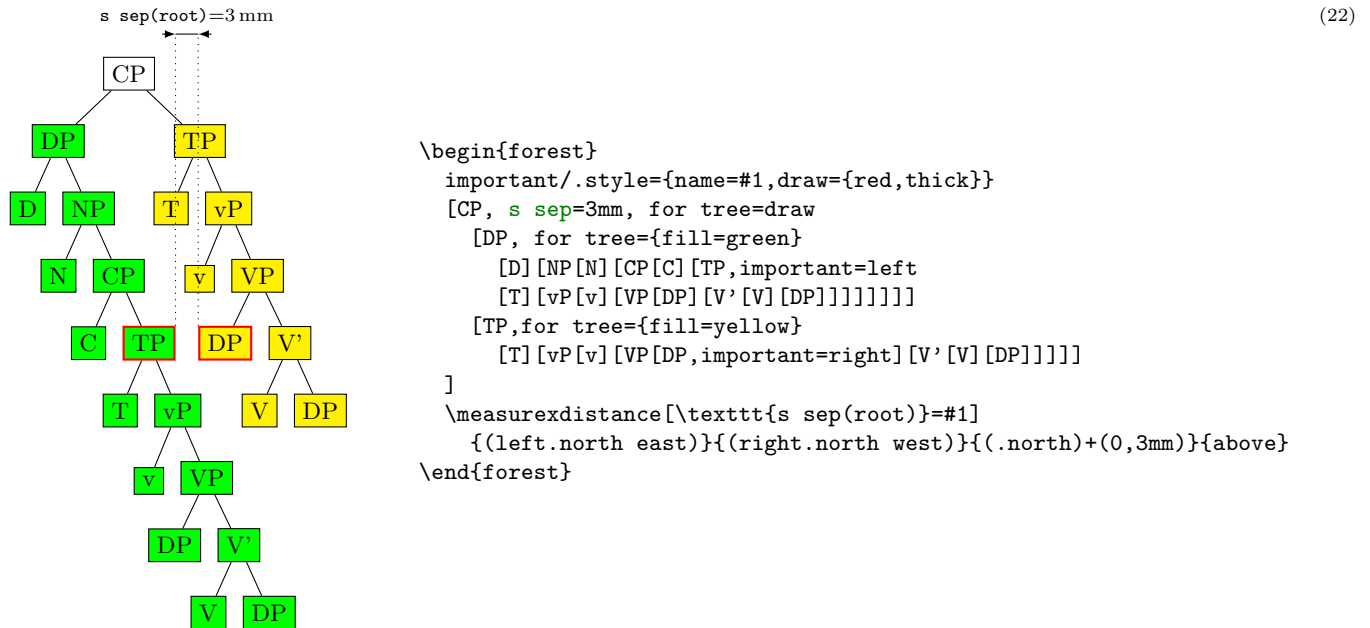 s sep(root)=3 mm
(22)
CP
DP TP
D NP T vP
N CP v VP
C TP DP V'
T vP V DP
v VP
DP V'
V DP
\begin{forest}
  important/.style={name=#1,draw={red,thick}}
  [CP, s sep=3mm, for tree=draw
    [DP, for tree={fill=green}
      [D][NP[N][CP[C][TP,important=left
      [T][vP[v][VP[DP][V'[V][DP]]]]]]]]
    [TP,for tree={fill=yellow}
      [T][vP[v][VP[DP,important=right][V'[V][DP]]]]]
  ]
  \measurexdistance[\texttt{s sep(root)}=#1]
    {(left.north east)}{(right.north west)}{(.north)+(0,3mm)}{above}
\end{forest}